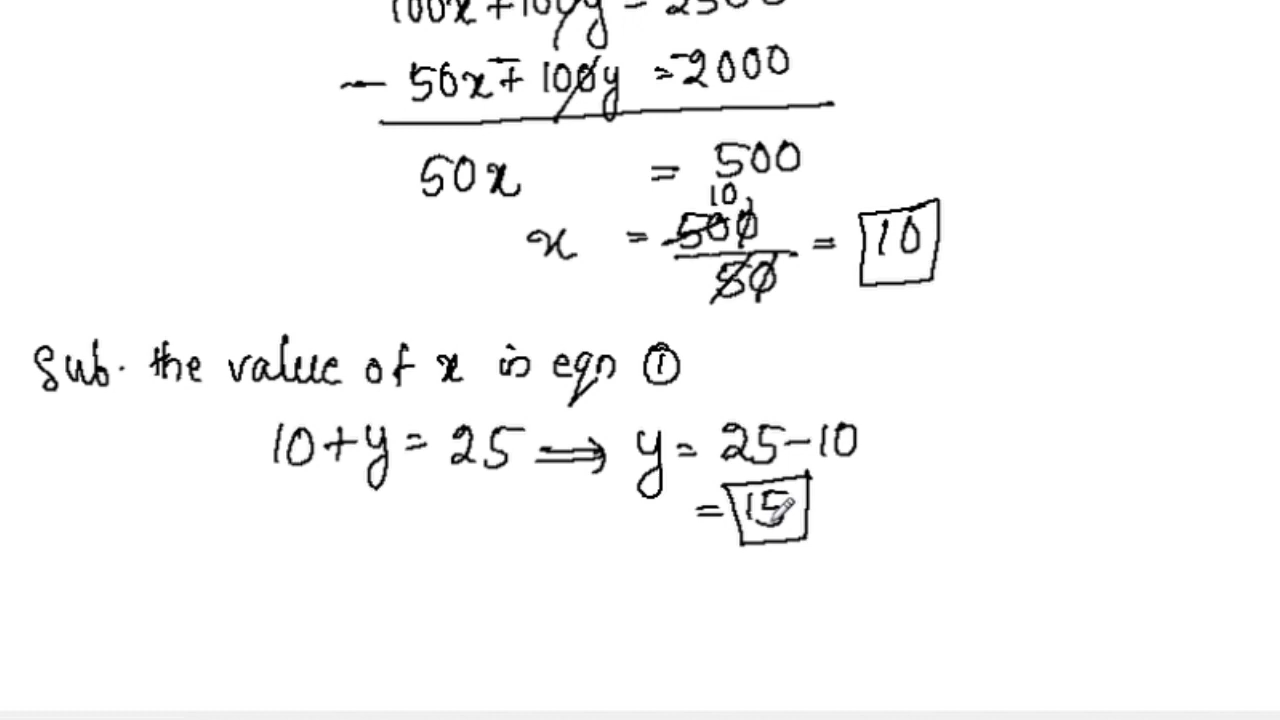 100x + 100y = 2500
- 50x + 100y = 2000
50x = 500
x = 500/50 = 10
10
Sub. the value of x in eqn ①
10 + y = 25 ⟹ y = 25 - 10
= 15